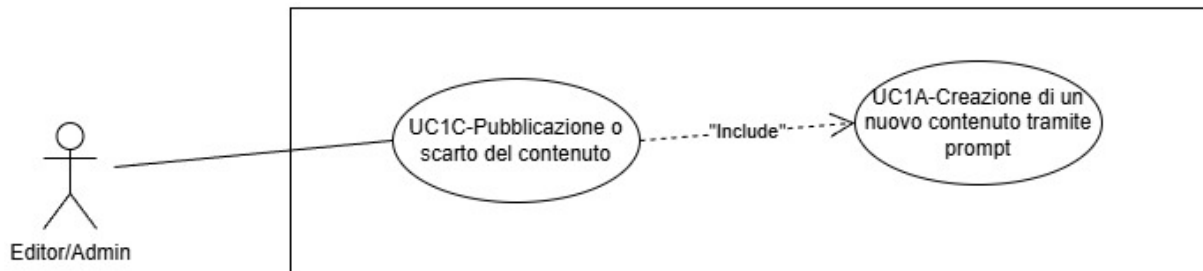 UC1C-Pubblicazione o
scarto del contenuto
"Include"
UC1A-Creazione di un
nuovo contenuto tramite
prompt
Editor/Admin